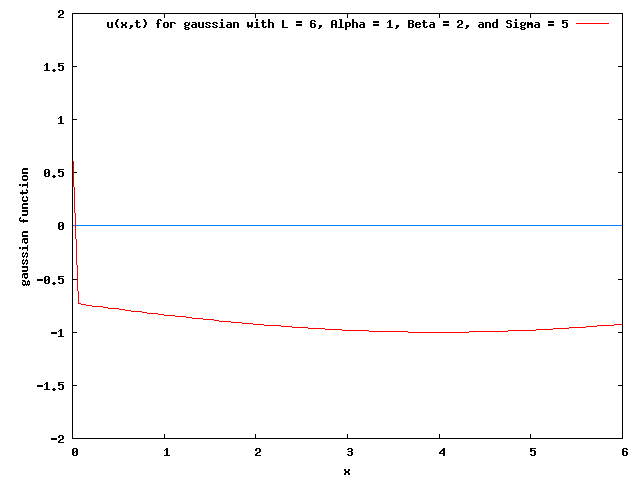 u(x,t) for gaussian with L = 6, Alpha = 1, Beta = 2, and Sigma = 5
2
1.5
1
0.5
0
-0.5
-1
-1.5
-2
gaussian function
0 1 2 3 4 5 6
x